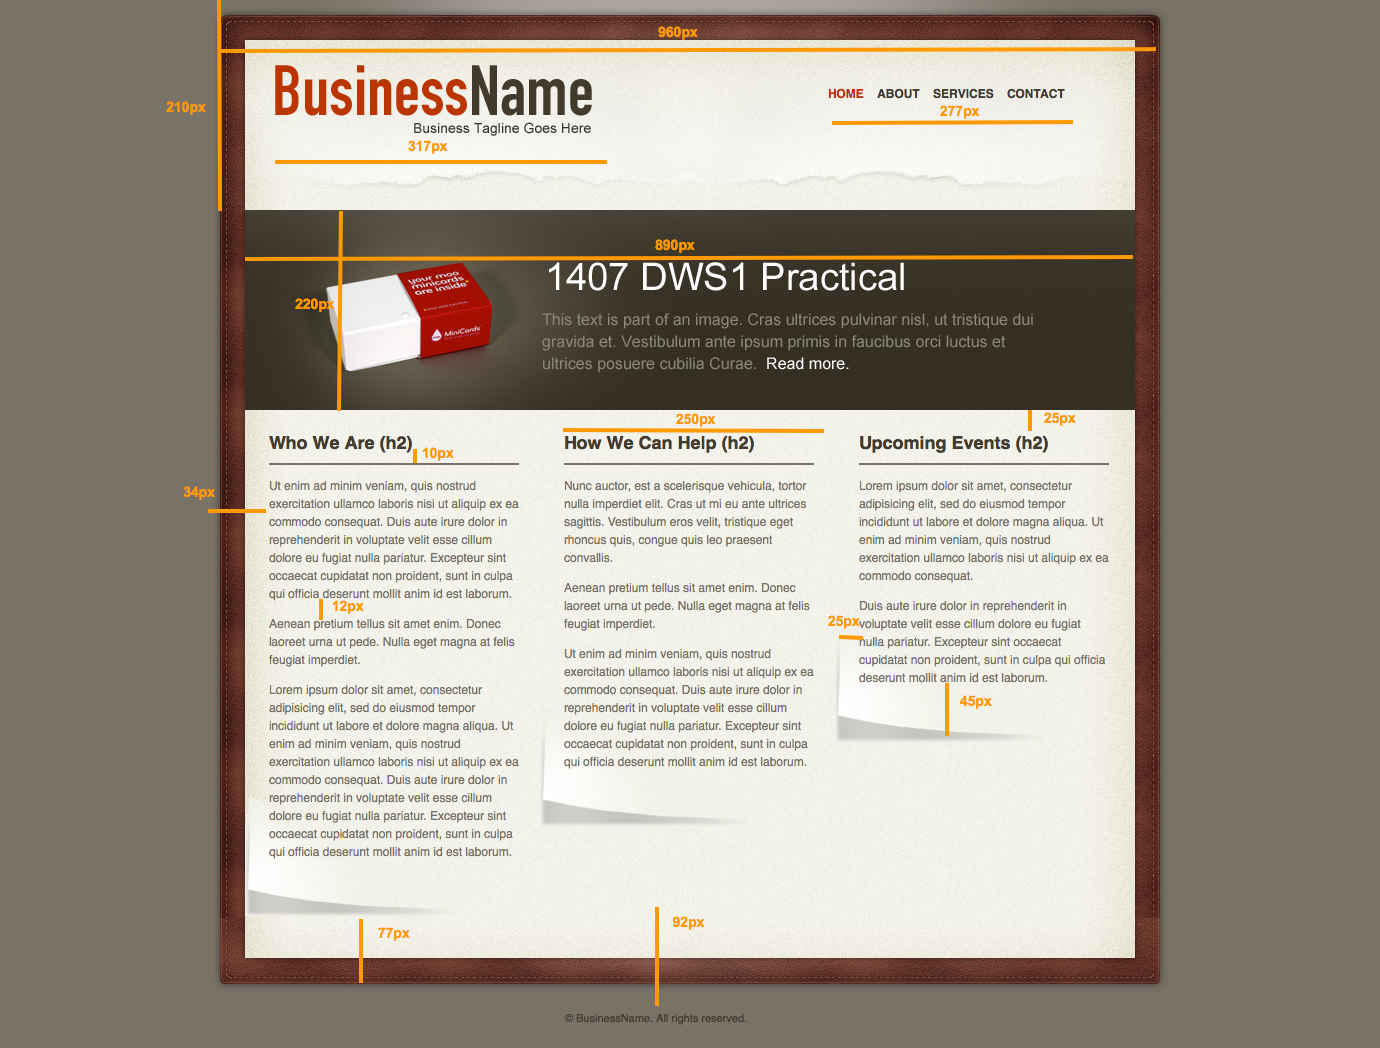 960px
210px
BusinessName
Business Tagline Goes Here
317px
HOME ABOUT SERVICES CONTACT
277px
890px
220px
your moo
minicards
are inside
MiniCards
1407 DWS1 Practical
This text is part of an image. Cras ultrices pulvinar nisl, ut tristique dui
gravida et. Vestibulum ante ipsum primis in faucibus orci luctus et
ultrices posuere cubilia Curae. Read more.
250px
25px
Who We Are (h2)
10px
34px
Ut enim ad minim veniam, quis nostrud
exercitation ullamco laboris nisi ut aliquip ex ea
commodo consequat. Duis aute irure dolor in
reprehenderit in voluptate velit esse cillum
dolore eu fugiat nulla pariatur. Excepteur sint
occaecat cupidatat non proident, sunt in culpa
qui officia deserunt mollit anim id est laborum.
12px
Aenean pretium tellus sit amet enim. Donec
laoreet urna ut pede. Nulla eget magna at felis
feugiat imperdiet.
Lorem ipsum dolor sit amet, consectetur
adipisicing elit, sed do eiusmod tempor
incididunt ut labore et dolore magna aliqua. Ut
enim ad minim veniam, quis nostrud
exercitation ullamco laboris nisi ut aliquip ex ea
commodo consequat. Duis aute irure dolor in
reprehenderit in voluptate velit esse cillum
dolore eu fugiat nulla pariatur. Excepteur sint
occaecat cupidatat non proident, sunt in culpa
qui officia deserunt mollit anim id est laborum.
How We Can Help (h2)
Nunc auctor, est a scelerisque vehicula, tortor
nulla imperdiet elit. Cras ut mi eu ante ultrices
sagittis. Vestibulum eros velit, tristique eget
rhoncus quis, congue quis leo praesent
convallis.
Aenean pretium tellus sit amet enim. Donec
laoreet urna ut pede. Nulla eget magna at felis
feugiat imperdiet.
Ut enim ad minim veniam, quis nostrud
exercitation ullamco laboris nisi ut aliquip ex ea
commodo consequat. Duis aute irure dolor in
reprehenderit in voluptate velit esse cillum
dolore eu fugiat nulla pariatur. Excepteur sint
occaecat cupidatat non proident, sunt in culpa
qui officia deserunt mollit anim id est laborum.
Upcoming Events (h2)
Lorem ipsum dolor sit amet, consectetur
adipisicing elit, sed do eiusmod tempor
incididunt ut labore et dolore magna aliqua. Ut
enim ad minim veniam, quis nostrud
exercitation ullamco laboris nisi ut aliquip ex ea
commodo consequat.
Duis aute irure dolor in reprehenderit in
25px
voluptate velit esse cillum dolore eu fugiat
nulla pariatur. Excepteur sint occaecat
cupidatat non proident, sunt in culpa qui officia
deserunt mollit anim id est laborum.
45px
77px
92px
© BusinessName. All rights reserved.